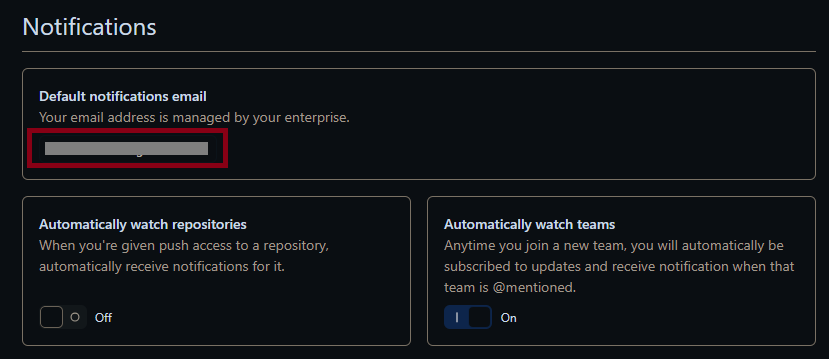 Notifications
Default notifications email
Your email address is managed by your enterprise.
Automatically watch repositories
When you're given push access to a repository,
automatically receive notifications for it.
Off
Automatically watch teams
Anytime you join a new team, you will automatically be
subscribed to updates and receive notification when that
team is @mentioned.
On